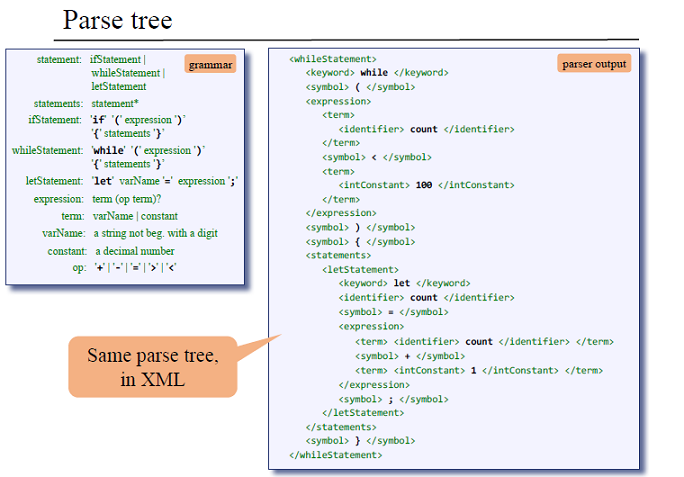 Parse tree
grammar
statement: ifStatement |
whileStatement |
letStatement
statements: statement*
ifStatement: 'if' '(' expression ')'
'{' statements '}'
whileStatement: 'while' '(' expression ')'
'{' statements '}'
letStatement: 'let' varName '=' expression ';'
expression: term (op term)?
term: varName | constant
varName: a string not beg. with a digit
constant: a decimal number
op: '+' | '-' | '=' | '>' | '<'
parser output
<whileStatement>
<keyword> while </keyword>
<symbol> ( </symbol>
<expression>
<term>
<identifier> count </identifier>
</term>
<symbol> < </symbol>
<term>
<intConstant> 100 </intConstant>
</term>
</expression>
<symbol> ) </symbol>
<symbol> { </symbol>
<statements>
<letStatement>
<keyword> let </keyword>
<identifier> count </identifier>
<symbol> = </symbol>
<expression>
<term> <identifier> count </identifier> </term>
<symbol> + </symbol>
<term> <intConstant> 1 </intConstant> </term>
</expression>
<symbol> ; </symbol>
</letStatement>
</statements>
<symbol> } </symbol>
</whileStatement>
Same parse tree,
in XML